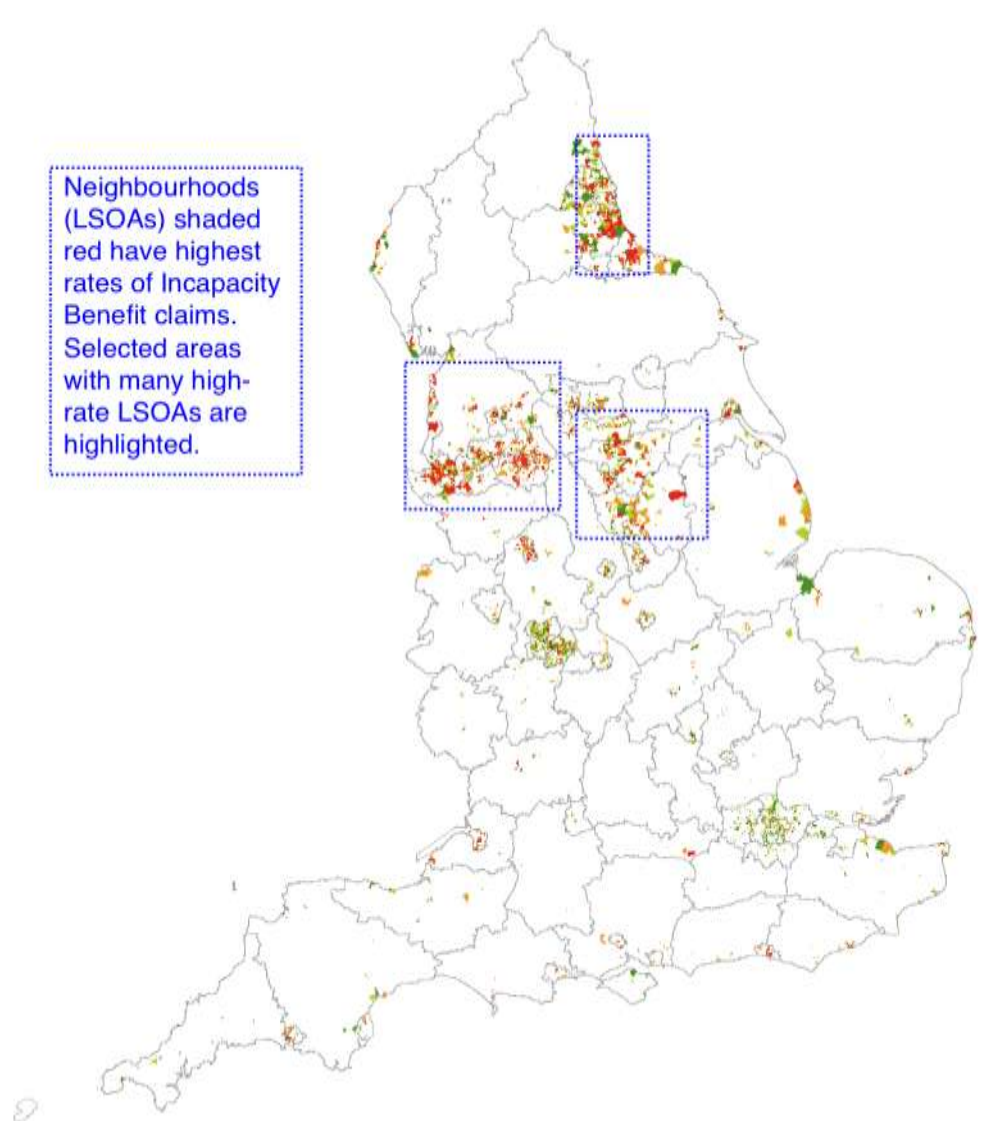 Neighbourhoods
(LSOAs) shaded
red have highest
rates of Incapacity
Benefit claims.
Selected areas
with many high-
rate LSOAs are
highlighted.